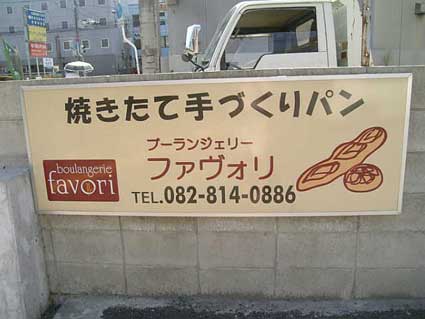 焼きたて手づくりパン
ブーランジェリー
ファヴォリ
boulangerie
favori
TEL.082-814-0886